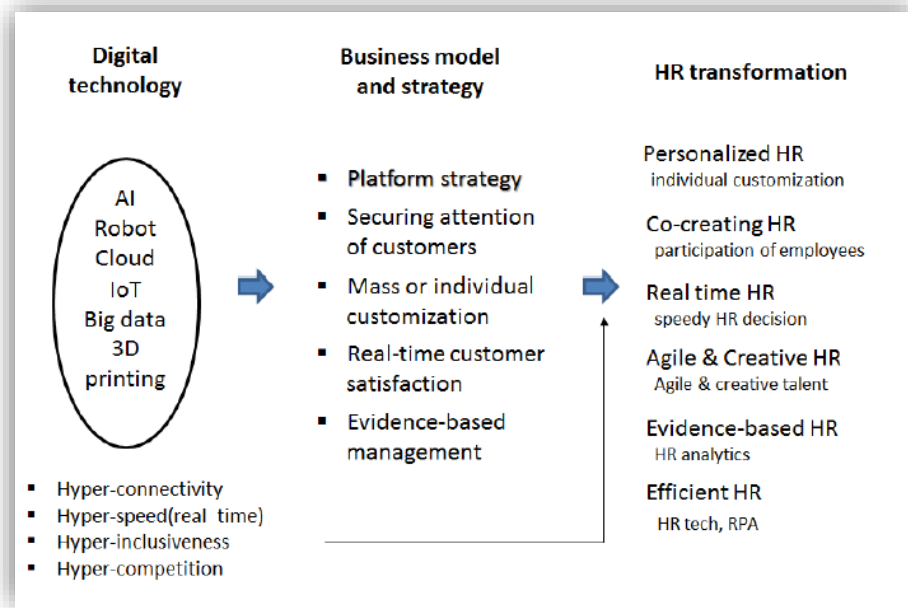 Digital
technology
AI
Robot
Cloud
IoT
Big data
3D
printing
▪ Hyper-connectivity
▪ Hyper-speed(real time)
▪ Hyper-inclusiveness
▪ Hyper-competition
Business model
and strategy
▪ Platform strategy
▪ Securing attention
of customers
▪ Mass or individual
customization
▪ Real-time customer
satisfaction
▪ Evidence-based
management
HR transformation
Personalized HR
individual customization
Co-creating HR
participation of employees
Real time HR
speedy HR decision
Agile & Creative HR
Agile & creative talent
Evidence-based HR
HR analytics
Efficient HR
HR tech, RPA